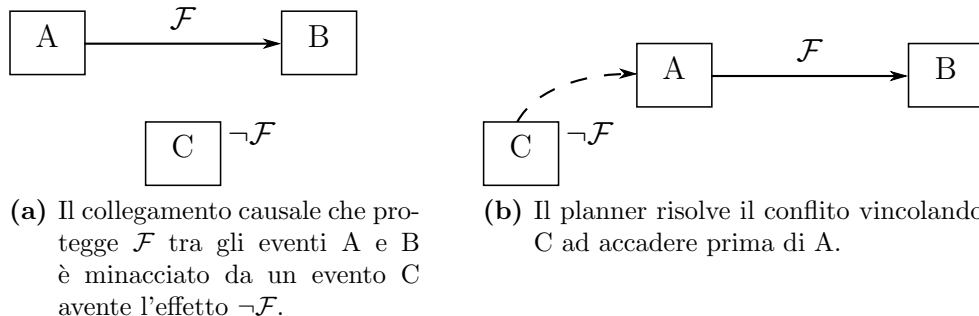 A
ℱ
B
C
¬ℱ
(a) Il collegamento causale che pro-
tegge ℱ tra gli eventi A e B
è minacciato da un evento C
avente l'effetto ¬ℱ.
A
ℱ
B
C
¬ℱ
(b) Il planner risolve il conflito vincolando
C ad accadere prima di A.